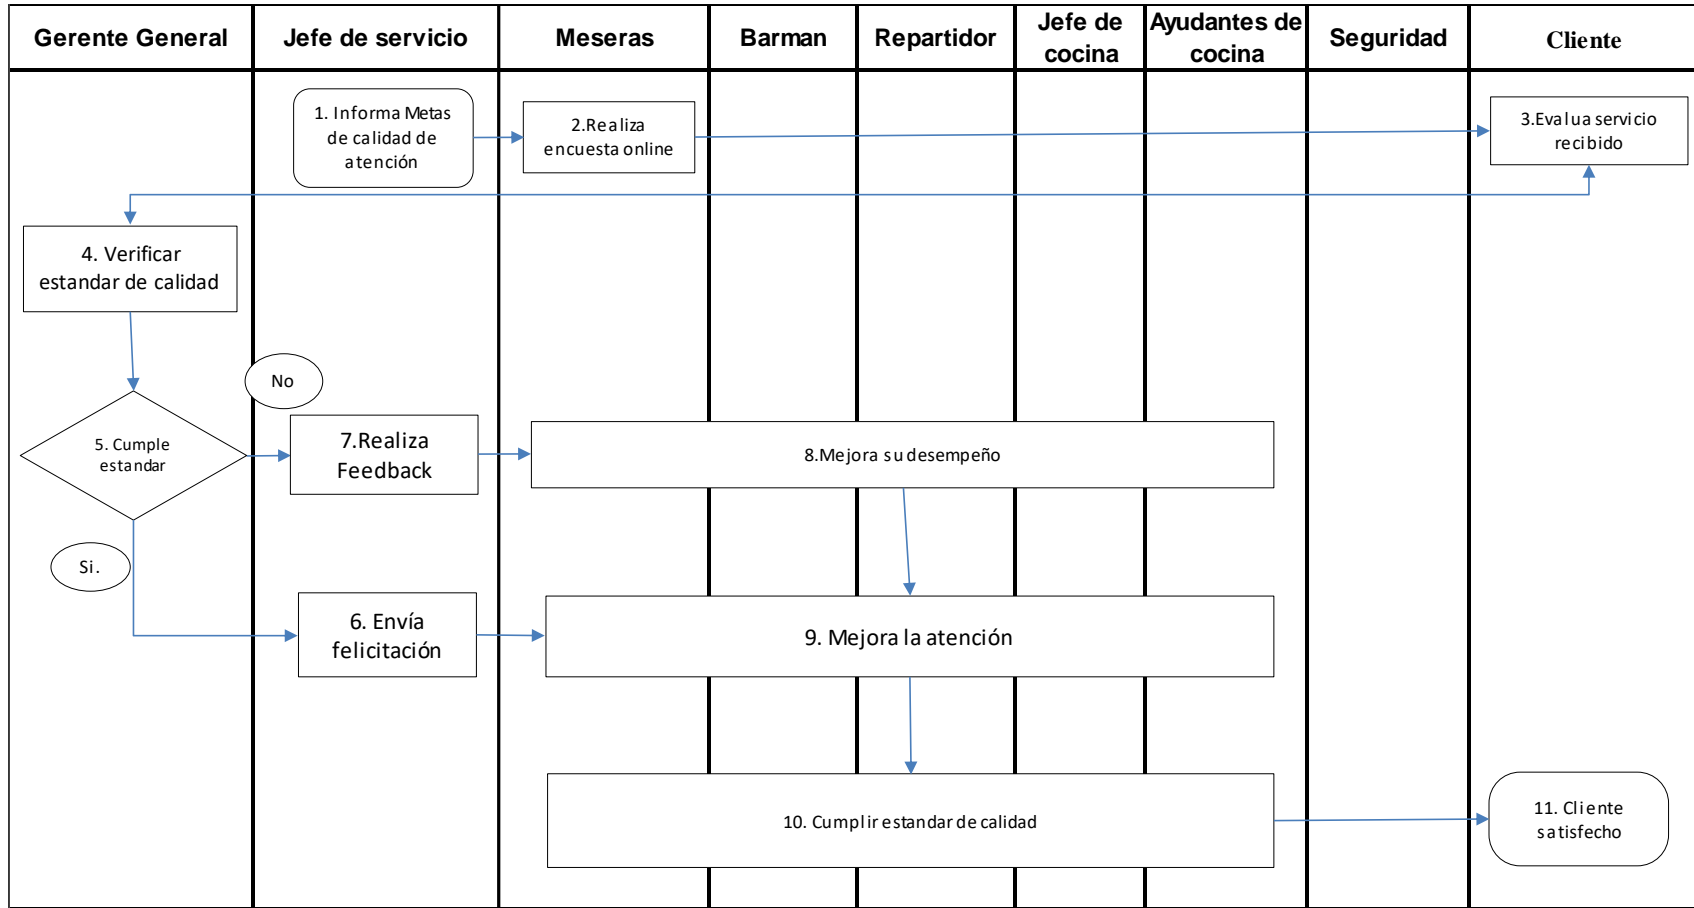 Gerente General
Jefe de servicio
Meseras
Barman
Repartidor
Jefe de
cocina
Ayudantes de
cocina
Seguridad
Cliente
1. Informa Metas
de calidad de
atención
2.Realiza
encuesta online
3.Evalua servicio
recibido
4. Verificar
estandar de calidad
No
5. Cumple
estandar
7.Realiza
Feedback
8.Mejora su desempeño
Si.
6. Envía
felicitación
9. Mejora la atención
10. Cumplir estandar de calidad
11. Cliente
satisfecho